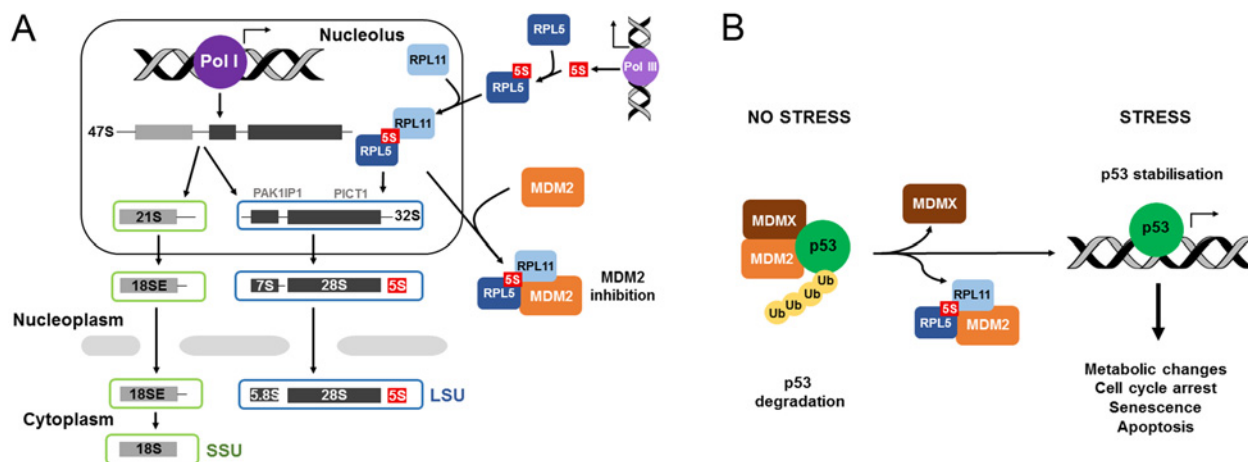 A
Nucleolus
Pol I
RPL11
RPL5
5S
RPL5
5S
Pol III
47S
RPL11
5S
RPL5
PAK1IP1
PICT1
21S
32S
MDM2
18SE
7S
28S
5S
RPL11
5S
RPL5
MDM2
MDM2
inhibition
Nucleoplasm
18SE
5.8S
28S
5S
LSU
Cytoplasm
18S
SSU
B
NO STRESS
STRESS
p53 stabilisation
MDMX
MDM2
p53
Ub
Ub
Ub
Ub
MDMX
RPL11
5S
RPL5
MDM2
p53
p53
degradation
Metabolic changes
Cell cycle arrest
Senescence
Apoptosis